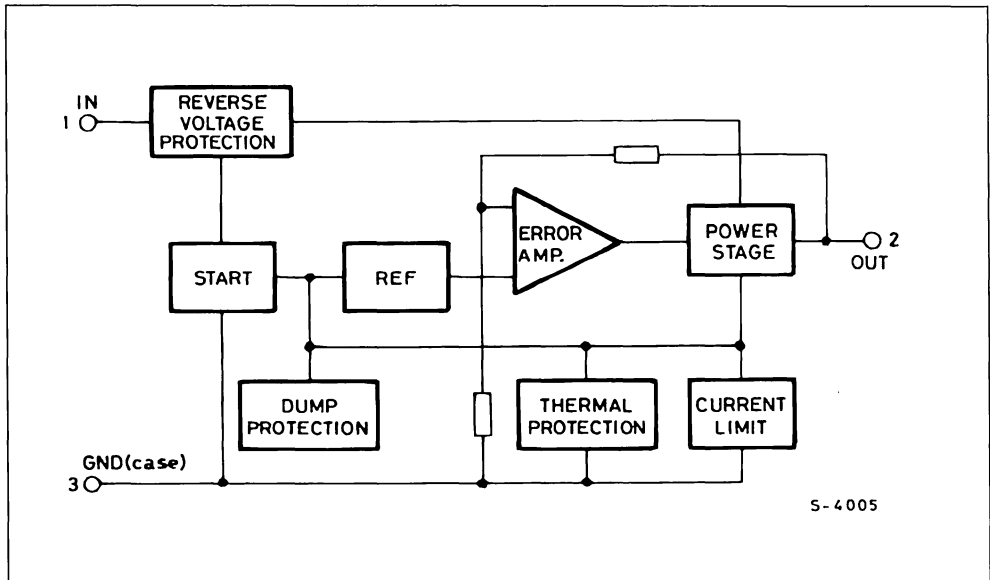 IN
1
REVERSE
VOLTAGE
PROTECTION
START
REF
ERROR
AMP.
POWER
STAGE
2
OUT
DUMP
PROTECTION
THERMAL
PROTECTION
CURRENT
LIMIT
GND(case)
3
S-4005